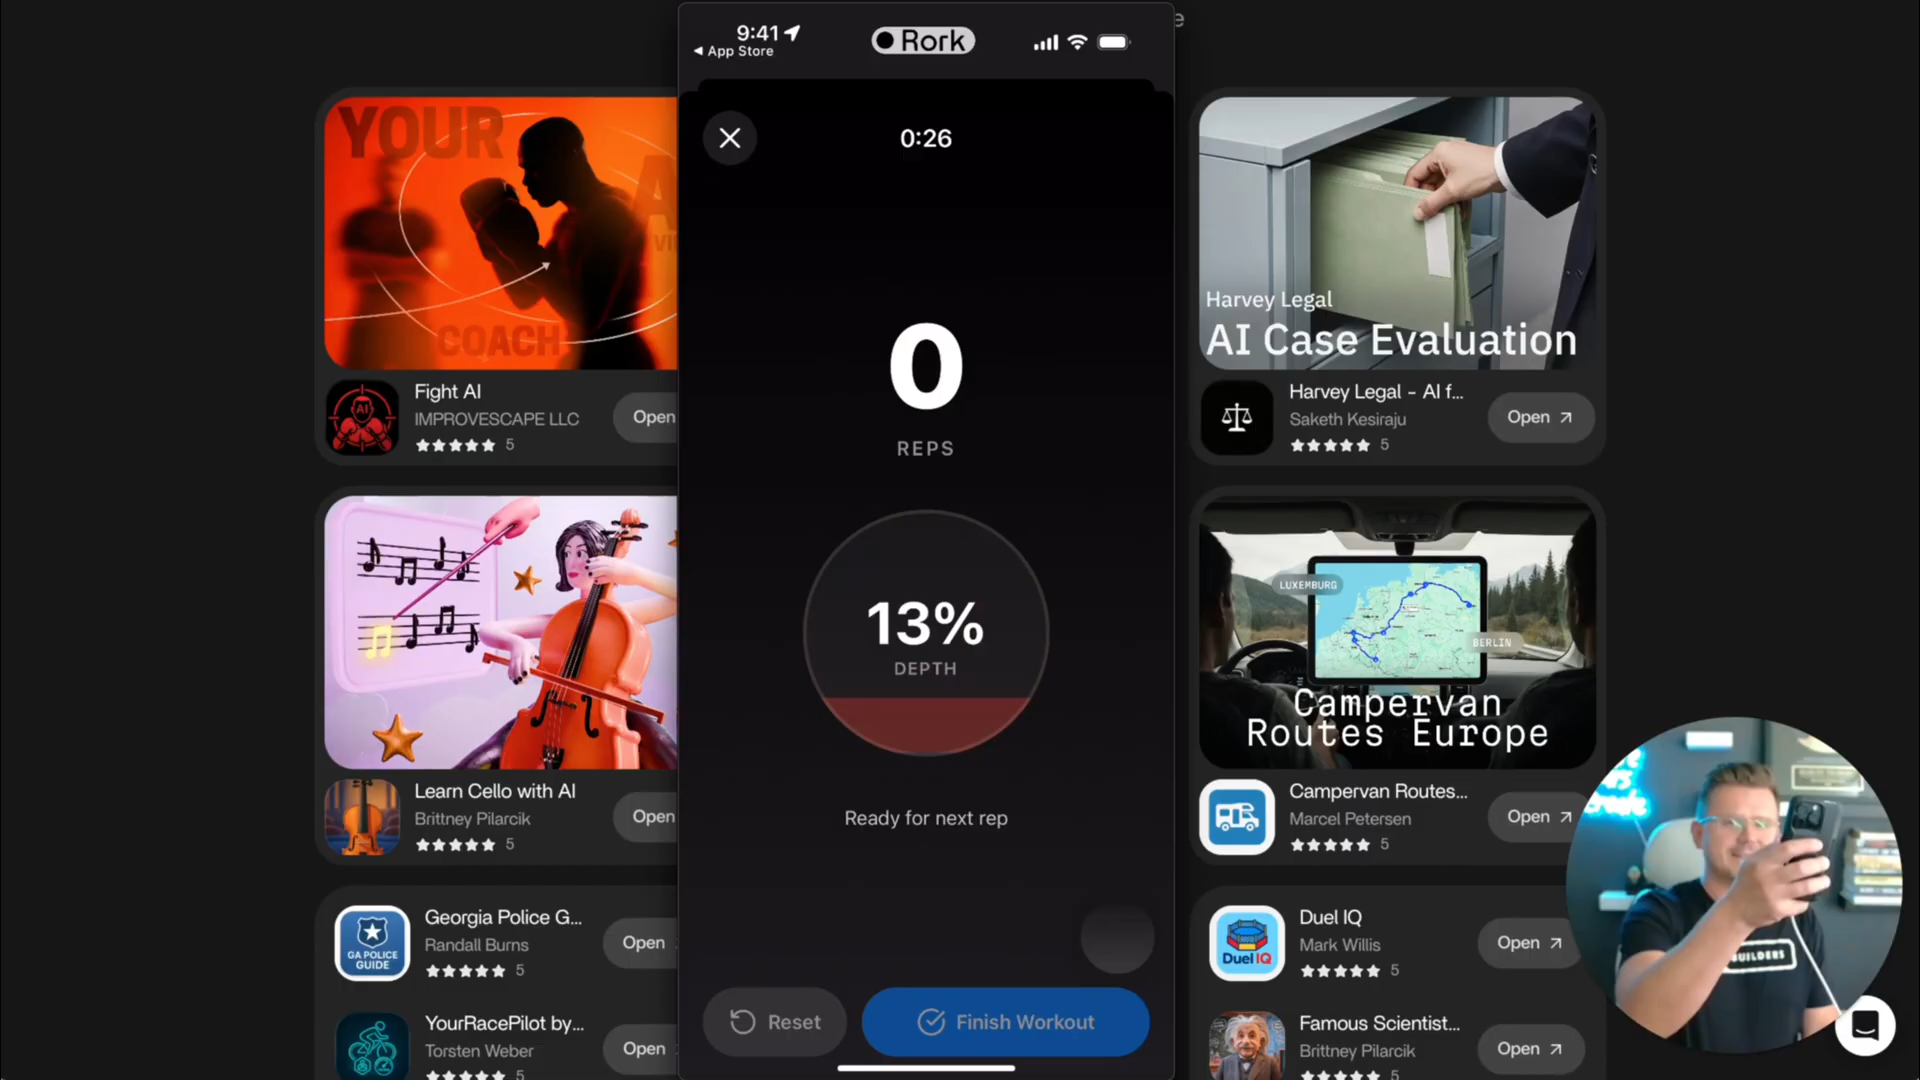 9:41
App Store
Rork
0:26
0
REPS
13%
DEPTH
Ready for next rep
Reset
Finish Workout
YOUR
COACH
Fight AI
IMPROVESCAPE LLC
5
Open
Learn Cello with AI
Brittney Pilarcik
5
Open
GA POLICE
GUIDE
Georgia Police G...
Randall Burns
5
Open
YourRacePilot by...
Torsten Weber
5
Open
Harvey Legal
AI Case Evaluation
Harvey Legal - AI f...
Saketh Kesiraju
5
Open
LUXEMBURG
BERLIN
Campervan
Routes Europe
Campervan Routes...
Marcel Petersen
5
Open
Duel IQ
Duel IQ
Mark Willis
5
Open
Famous Scientist...
Brittney Pilarcik
5
Open
BUILDERS